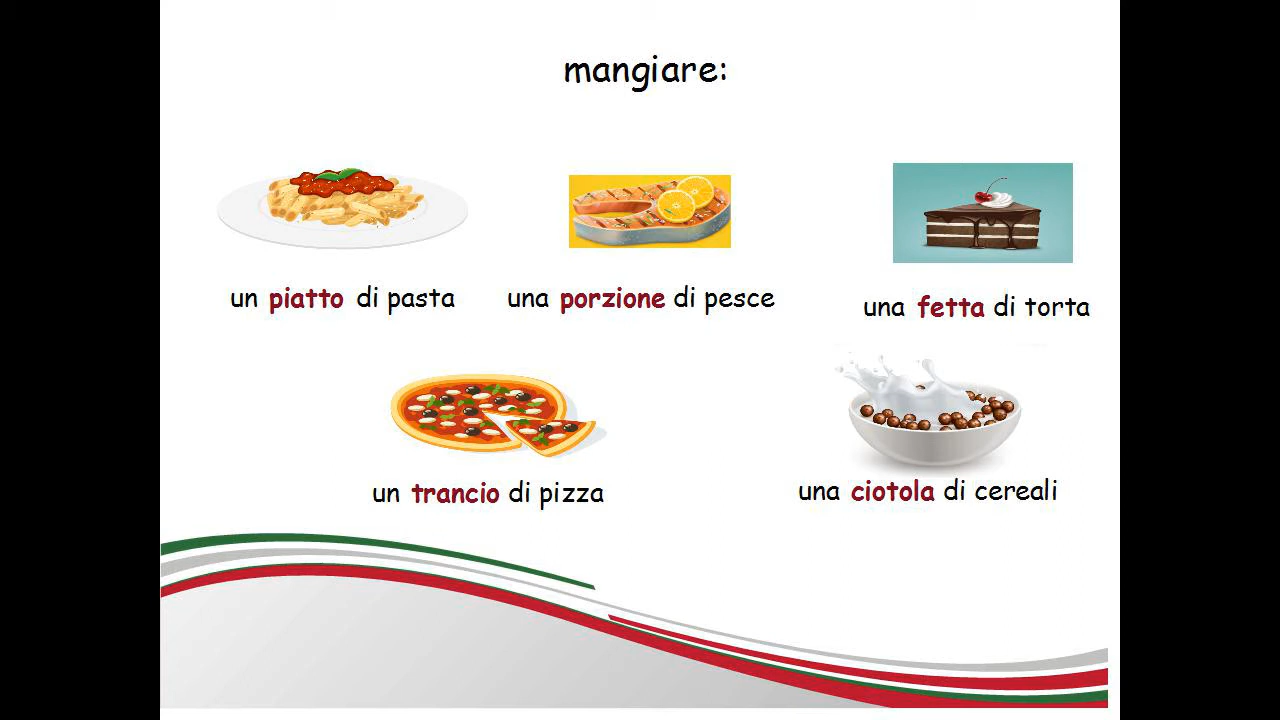 mangiare:
un piatto di pasta
una porzione di pesce
una fetta di torta
un trancio di pizza
una ciotola di cereali